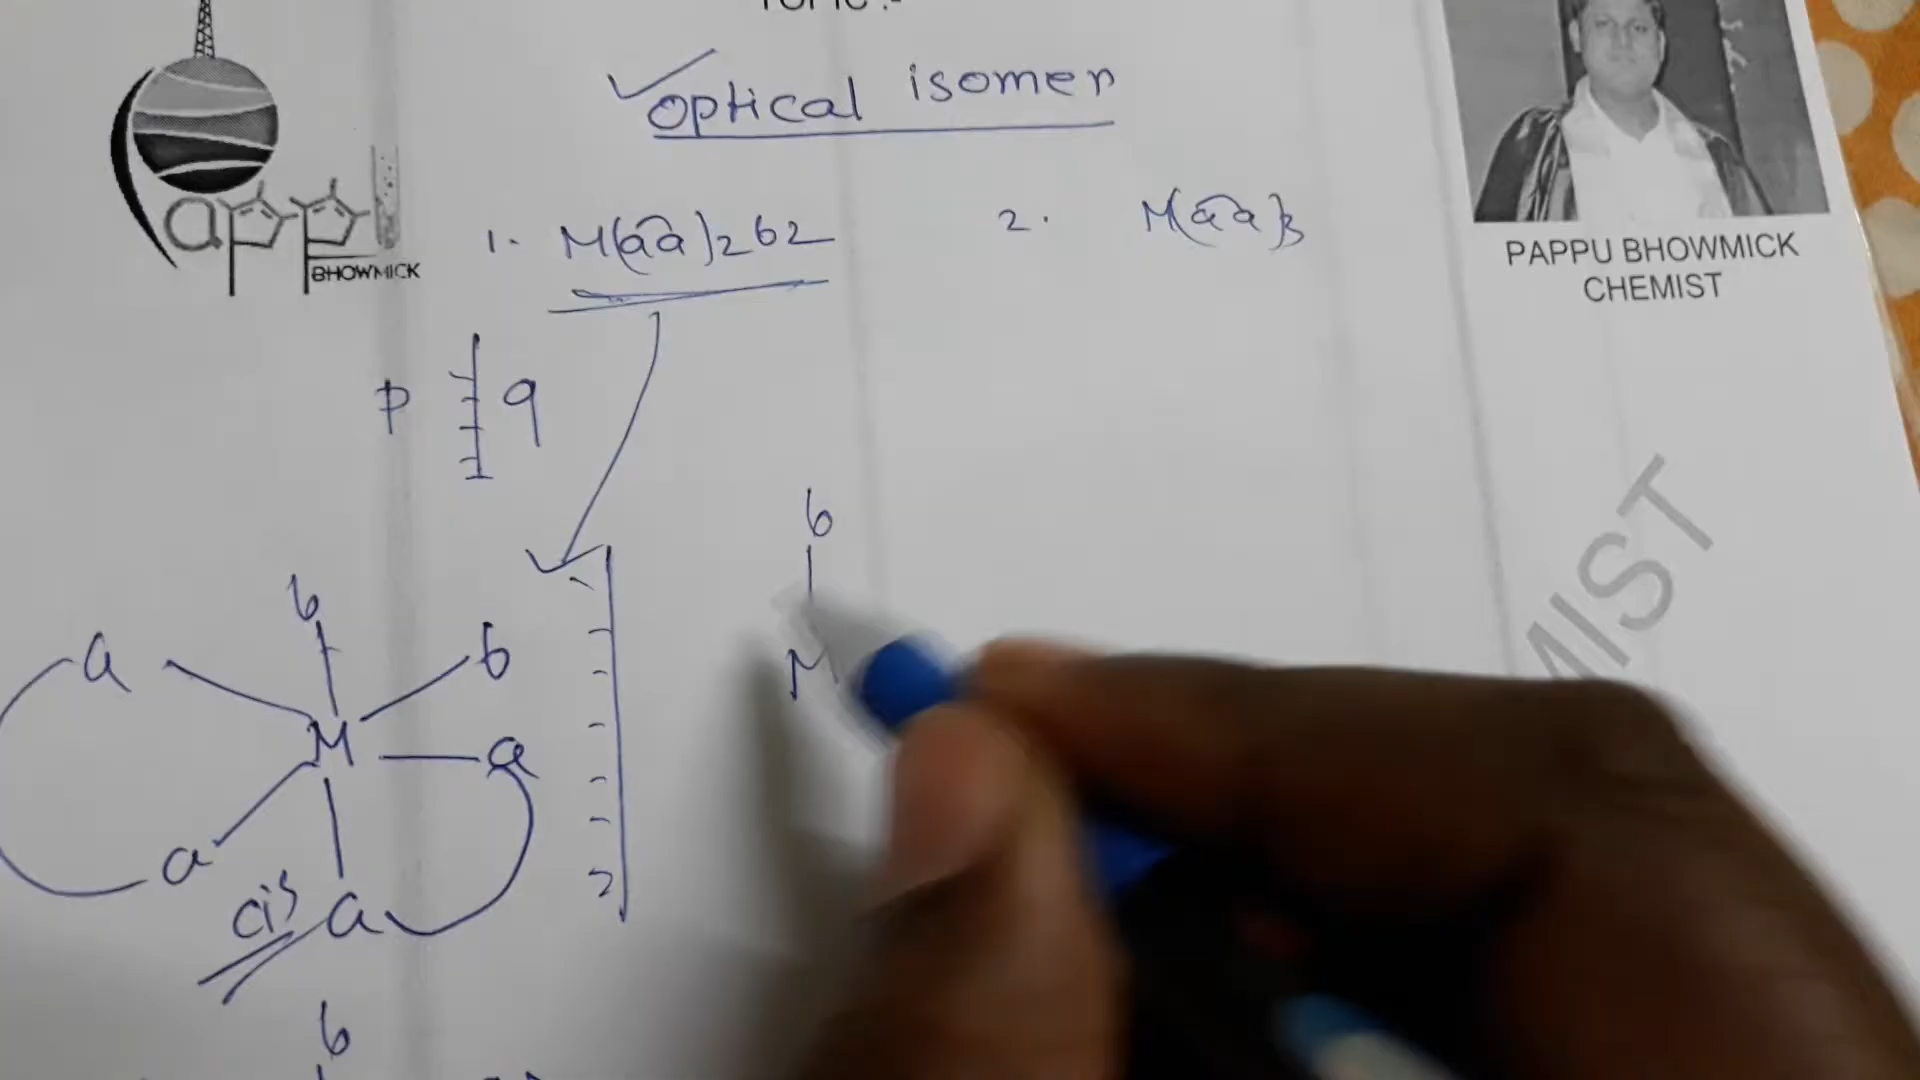 optical isomer
1. M(aa)2b2 2. M(aa)3
BHOWMICK
PAPPU BHOWMICK
CHEMIST
p q
b
b
a b
M
M a
a
cis a
b
MIST